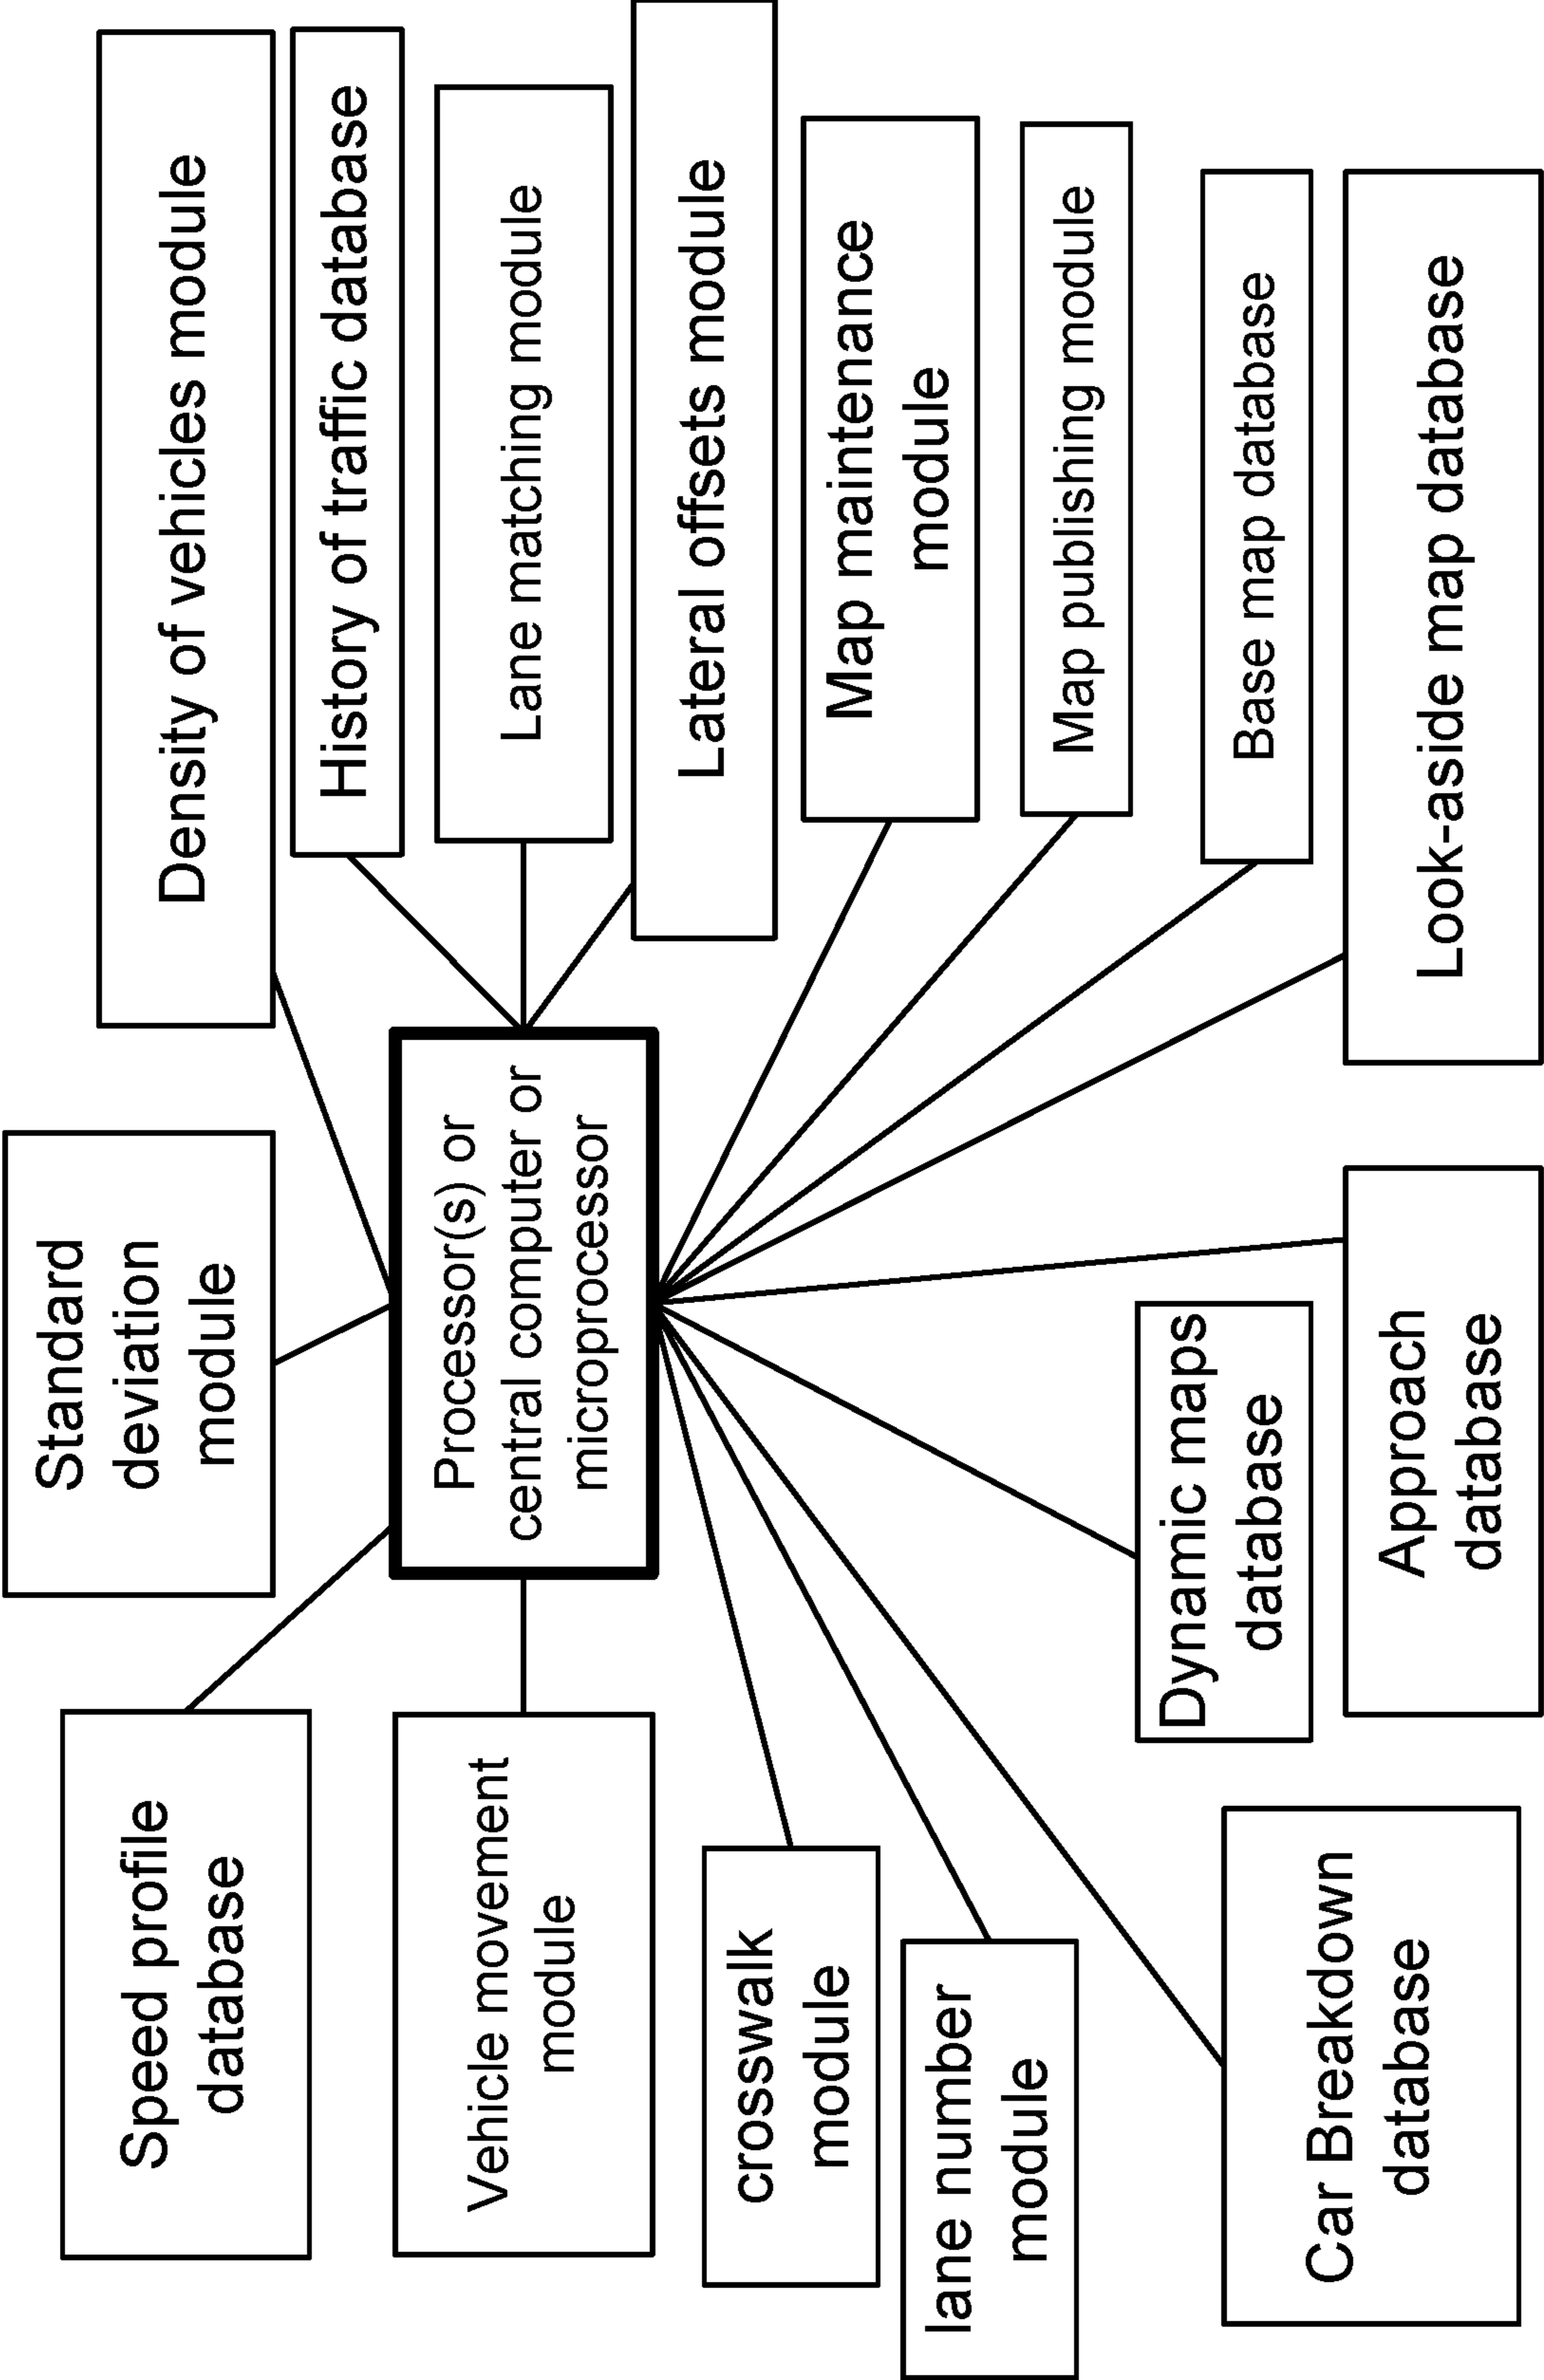 Speed profile
database
Standard
deviation
module
Density of vehicles module
History of traffic database
Vehicle movement
module
Processor(s) or
central computer or
microprocessor
Lane matching module
Lateral offsets module
crosswalk
module
Map maintenance
module
lane number
module
Map publishing module
Dynamic maps
database
Base map database
Car Breakdown
database
Approach
database
Look-aside map database